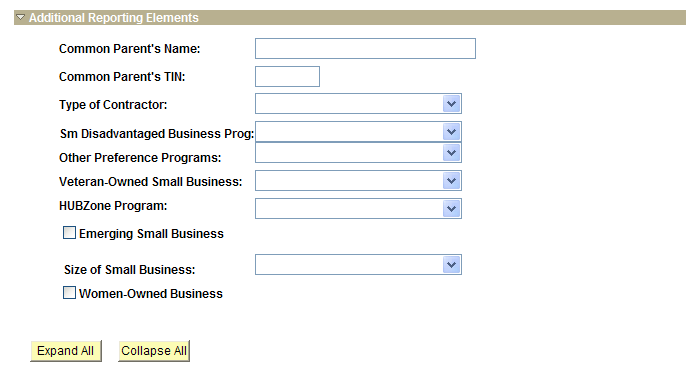 Additional Reporting Elements
Common Parent's Name:
Common Parent's TIN:
Type of Contractor:
Sm Disadvantaged Business Prog:
Other Preference Programs:
Veteran-Owned Small Business:
HUBZone Program:
Emerging Small Business
Size of Small Business:
Women-Owned Business
Expand All Collapse All